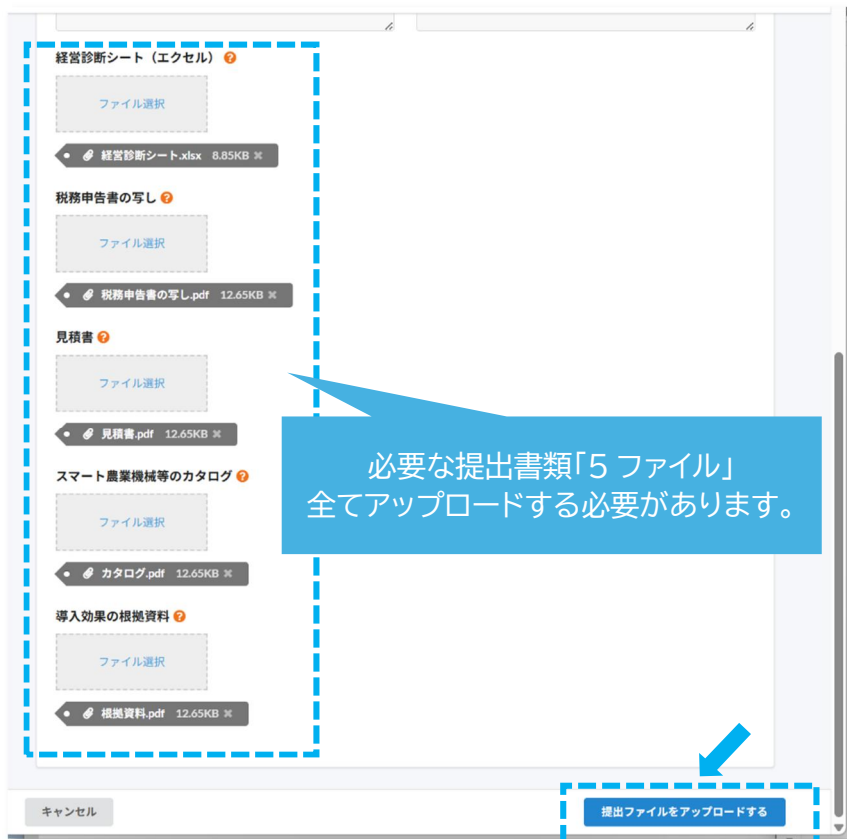 経営診断シート（エクセル）
ファイル選択
経営診断シート.xlsx 8.85KB
税務申告書の写し
ファイル選択
税務申告書の写し.pdf 12.65KB
見積書
ファイル選択
見積書.pdf 12.65KB
必要な提出書類「5 ファイル」
全てアップロードする必要があります。
スマート農業機械等のカタログ
ファイル選択
カタログ.pdf 12.65KB
導入効果の根拠資料
ファイル選択
根拠資料.pdf 12.65KB
キャンセル
提出ファイルをアップロードする